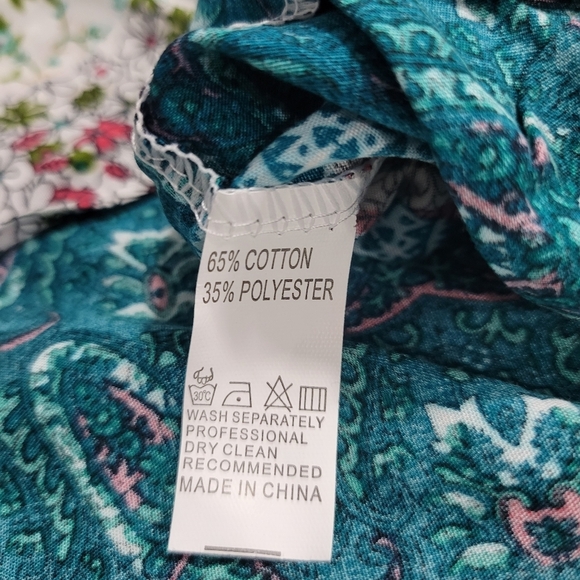 65% COTTON
35% POLYESTER
30°C
WASH SEPARATELY
PROFESSIONAL
DRY CLEAN
RECOMMENDED
MADE IN CHINA